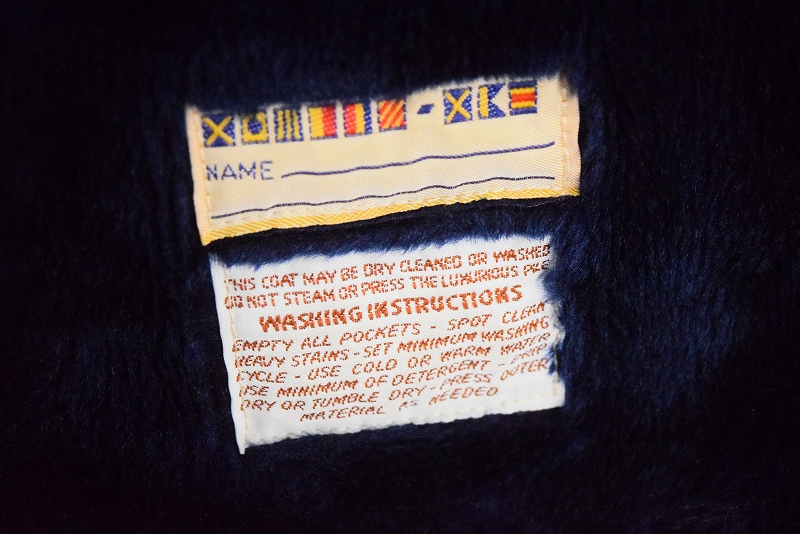 NAME
THIS COAT MAY BE DRY CLEANED OR WASHED
DO NOT STEAM OR PRESS THE LUXURIOUS PILE
WASHING INSTRUCTIONS
EMPTY ALL POCKETS - SPOT CLEAN
HEAVY STAINS - SET MINIMUM WASHING
CYCLE - USE COLD OR WARM WATER
USE MINIMUM OF DETERGENT - DRIP
DRY OR TUMBLE DRY - PRESS OUTER
MATERIAL AS NEEDED